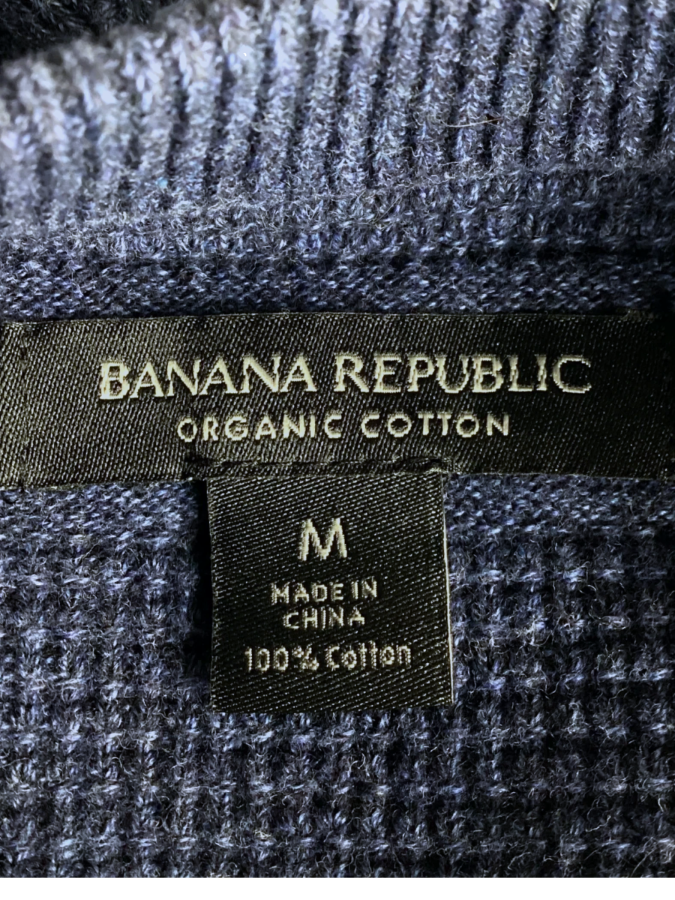 BANANA REPUBLIC
ORGANIC COTTON
M
MADE IN
CHINA
100% Cotton